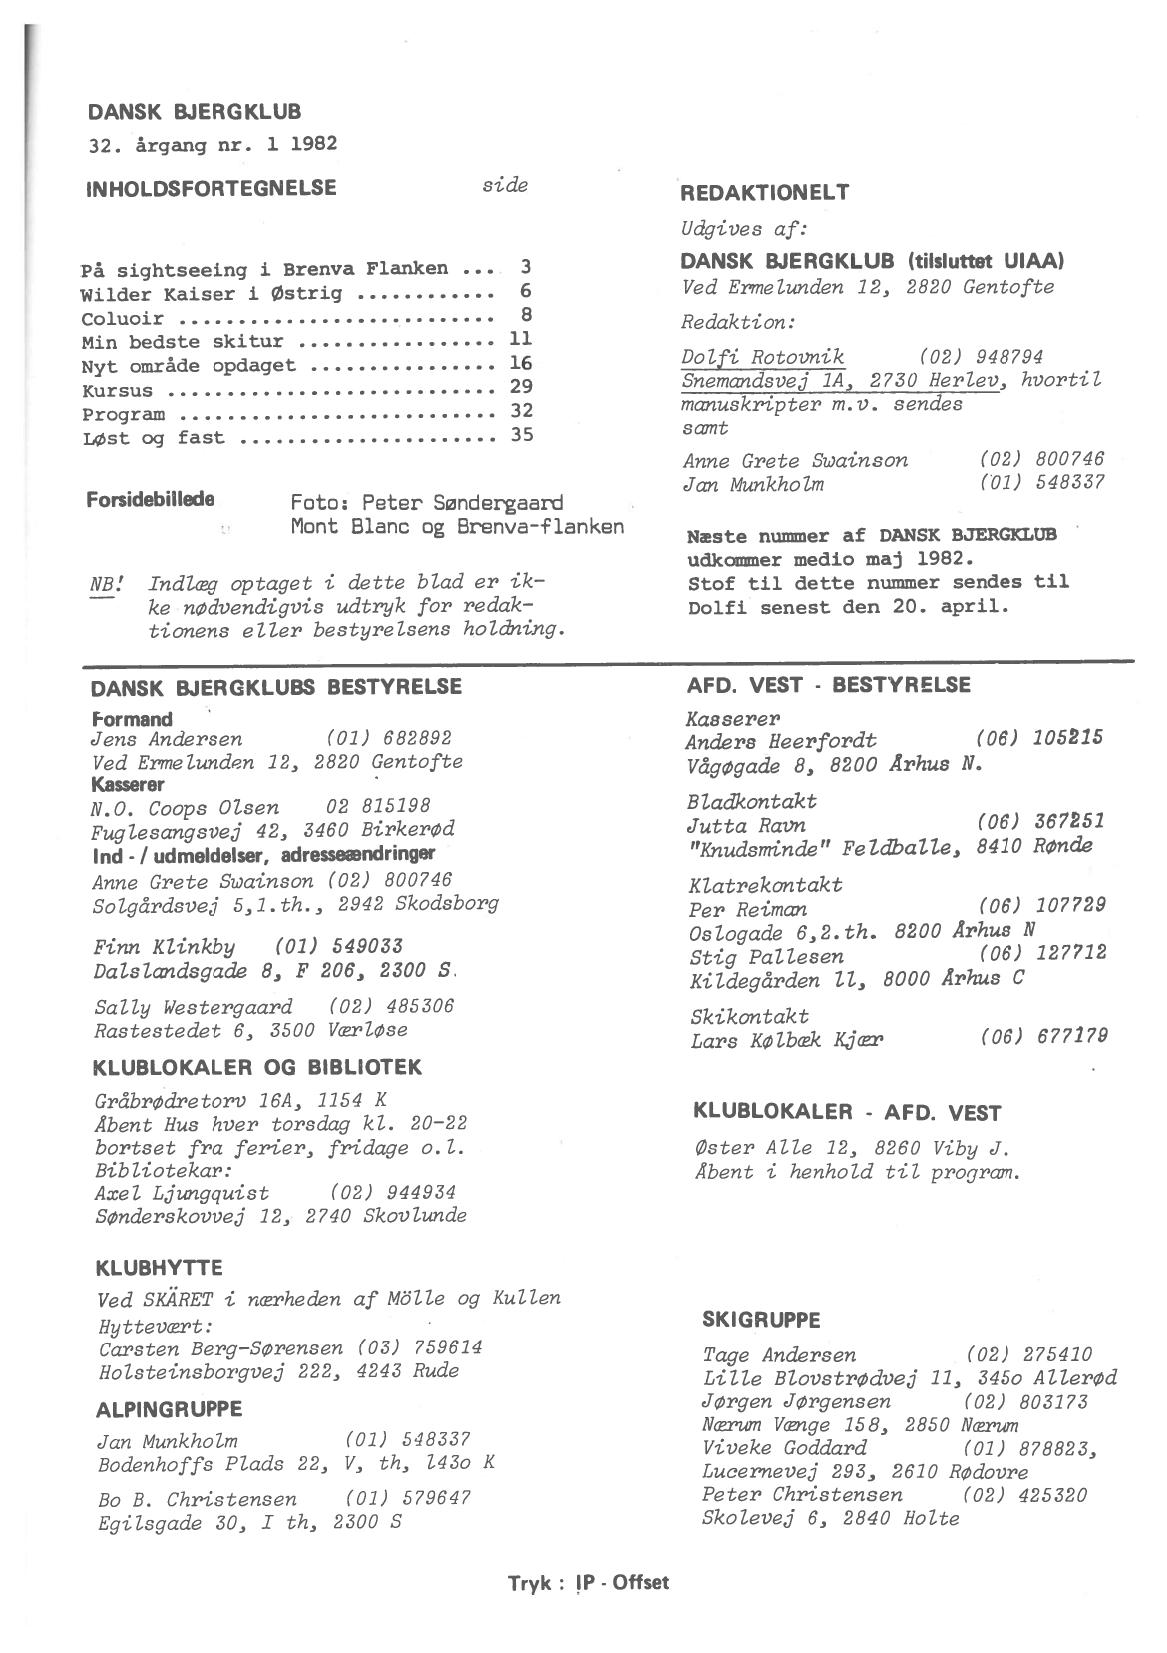 DANSK BJERGKLUB
32. årgang nr. 1 1982
INHOLDSFORTEGNELSE side
På sightseeing i Brenva Flanken ... 3
Wilder Kaiser i Østrig ............ 6
Coluoir ........................... 8
Min bedste skitur ................. 11
Nyt område opdaget ................ 16
Kursus ............................ 29
Program ........................... 32
Løst og fast ...................... 35
Forsidebillede Foto: Peter Søndergaard
Mont Blanc og Brenva-flanken
NB! Indlæg optaget i dette blad er ik-
ke nødvendigvis udtryk for redak-
tionens eller bestyrelsens holdning.
REDAKTIONELT
Udgives af:
DANSK BJERGKLUB (tilsluttet UIAA)
Ved Ermelunden 12, 2820 Gentofte
Redaktion:
Dolfi Rotovnik (02) 948794
Snemandsvej 1A, 2730 Herlev, hvortil
manuskripter m.v. sendes
samt
Anne Grete Swainson (02) 800746
Jan Munkholm (01) 548337
Næste nummer af DANSK BJERGKLUB
udkommer medio maj 1982.
Stof til dette nummer sendes til
Dolfi senest den 20. april.
DANSK BJERGKLUBS BESTYRELSE
Formand
Jens Andersen (01) 682892
Ved Ermelunden 12, 2820 Gentofte
Kasserer
N.O. Coops Olsen 02 815198
Fuglesangsvej 42, 3460 Birkerød
Ind - / udmeldelser, adresseændringer
Anne Grete Swainson (02) 800746
Solgårdsvej 5,1.th., 2942 Skodsborg
Finn Klinkby (01) 549033
Dalslandsgade 8, F 206, 2300 S.
Sally Westergaard (02) 485306
Rastestedet 6, 3500 Værløse
KLUBLOKALER OG BIBLIOTEK
Gråbrødretorv 16A, 1154 K
Åbent Hus hver torsdag kl. 20-22
bortset fra ferier, fridage o.l.
Bibliotekar:
Axel Ljungquist (02) 944934
Sønderskovvej 12, 2740 Skovlunde
KLUBHYTTE
Ved SKÄRET i nærheden af Mölle og Kullen
Hyttevært:
Carsten Berg-Sørensen (03) 759614
Holsteinsborgvej 222, 4243 Rude
ALPINGRUPPE
Jan Munkholm (01) 548337
Bodenhoffs Plads 22, V, th, l43o K
Bo B. Christensen (01) 579647
Egilsgade 30, I th, 2300 S
AFD. VEST - BESTYRELSE
Kasserer
Anders Heerfordt (06) 105215
Vågøgade 8, 8200 Århus N.
Bladkontakt
Jutta Ravn (06) 367251
"Knudsminde" Feldballe, 8410 Rønde
Klatrekontakt
Per Reiman (06) 107729
Oslogade 6,2.th. 8200 Århus N
Stig Pallesen (06) 127712
Kildegården ll, 8000 Århus C
Skikontakt
Lars Kølbæk Kjær (06) 677179
KLUBLOKALER - AFD. VEST
Øster Alle 12, 8260 Viby J.
Åbent i henhold til program.
SKIGRUPPE
Tage Andersen (02) 275410
Lille Blovstrødvej 11, 345o Allerød
Jørgen Jørgensen (02) 803173
Nærum Vænge 158, 2850 Nærum
Viveke Goddard (01) 878823,
Lucernevej 293, 2610 Rødovre
Peter Christensen (02) 425320
Skolevej 6, 2840 Holte
Tryk : IP - Offset